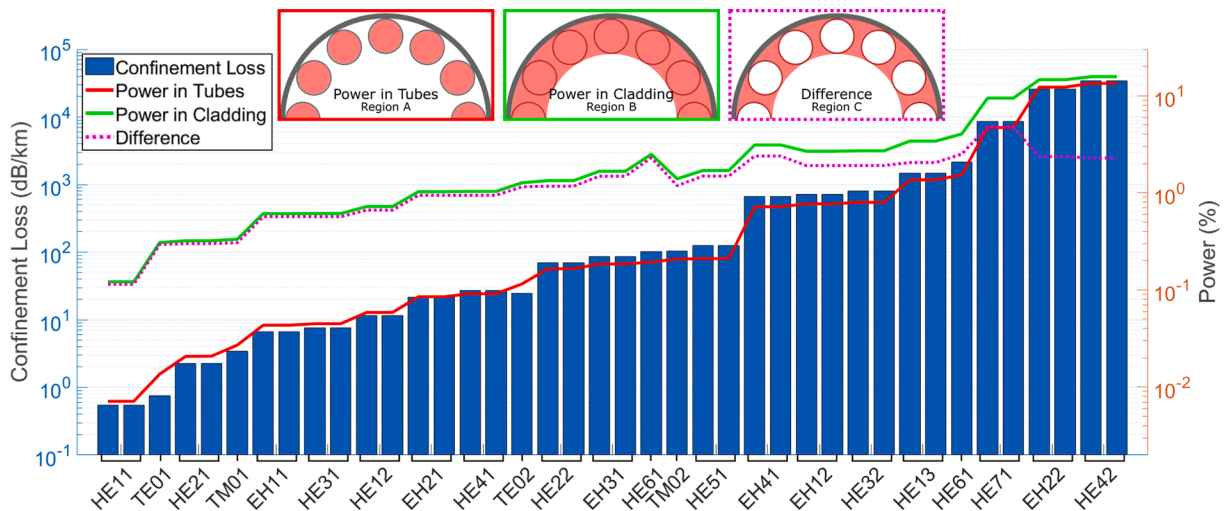 Power in Tubes
Region A
Power in Cladding
Region B
Difference
Region C
Confinement Loss
Power in Tubes
Power in Cladding
Difference
Confinement Loss (dB/km)
10^5
10^4
10^3
10^2
10^1
10^0
10^-1
Power (%)
10^1
10^0
10^-1
10^-2
HE11
TE01
HE21
TM01
EH11
HE31
HE12
EH21
HE41
TE02
HE22
EH31
HE61
TM02
HE51
EH41
EH12
HE32
HE13
HE61
HE71
EH22
HE42